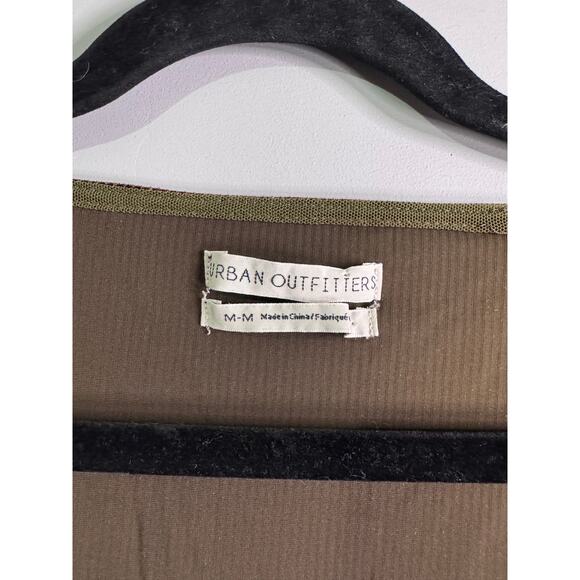 URBAN OUTFITTERS
M-M Made in China / Fabriqué